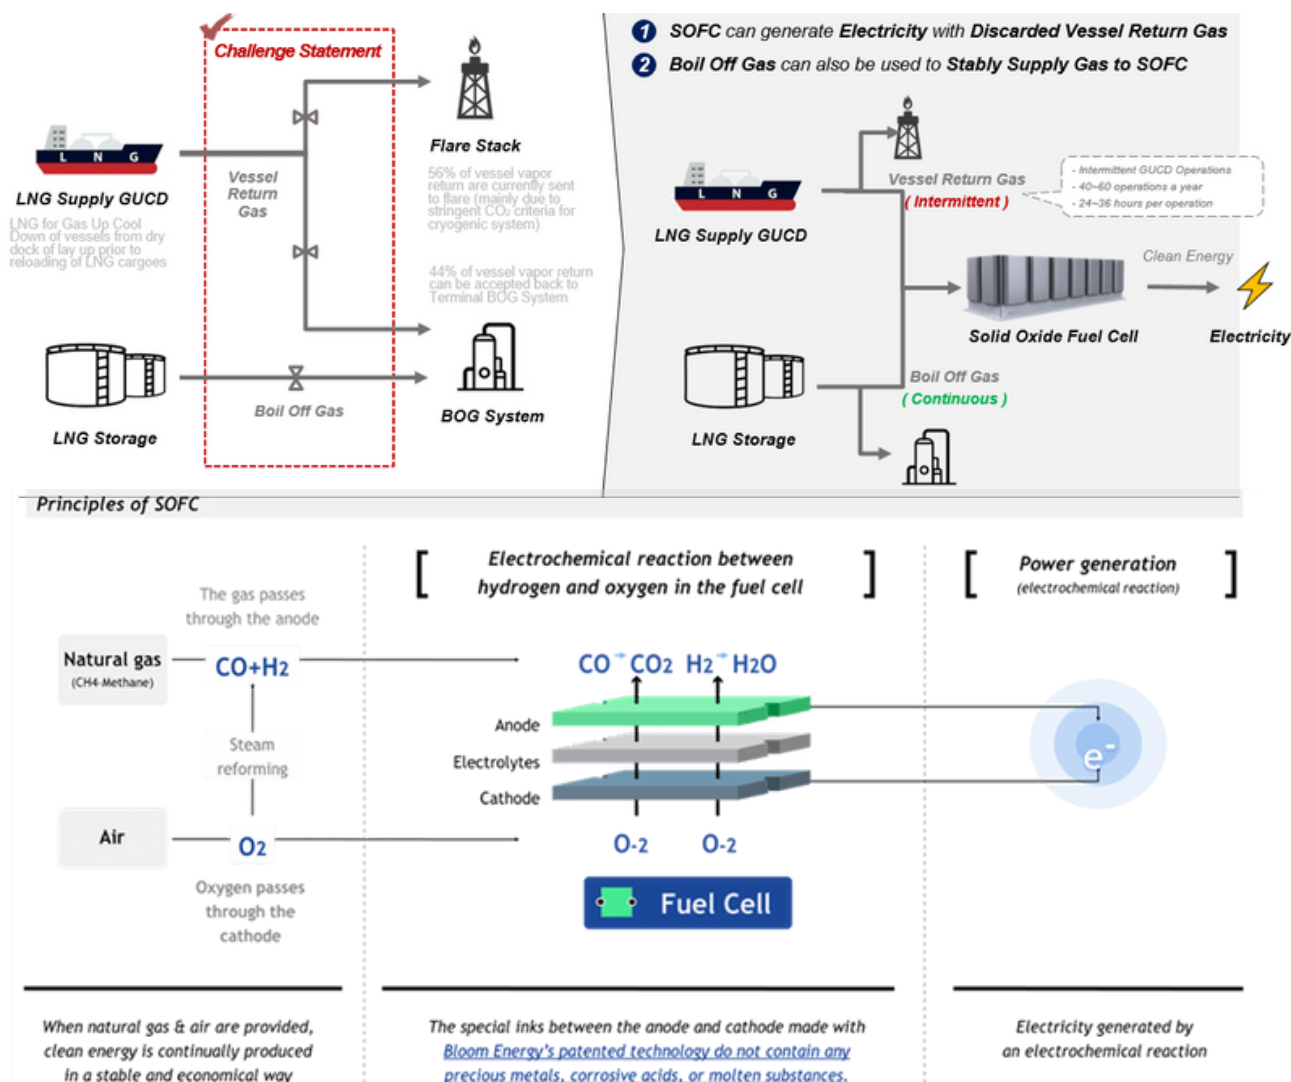 Challenge Statement
L N G
LNG Supply GUCD
LNG for Gas Up Cool
Down of vessels from dry
dock of lay up prior to
reloading of LNG cargoes
Vessel
Return
Gas
Flare Stack
56% of vessel vapor
return are currently sent
to flare (mainly due to
stringent CO₂ criteria for
cryogenic system)
44% of vessel vapor return
can be accepted back to
Terminal BOG System
LNG Storage
Boil Off Gas
BOG System
1 SOFC can generate Electricity with Discarded Vessel Return Gas
2 Boil Off Gas can also be used to Stably Supply Gas to SOFC
L N G
LNG Supply GUCD
Vessel Return Gas
( Intermittent )
- Intermittent GUCD Operations
- 40~60 operations a year
- 24~36 hours per operation
Solid Oxide Fuel Cell
Clean Energy
Electricity
LNG Storage
Boil Off Gas
( Continuous )
Principles of SOFC
The gas passes
through the anode
Natural gas
(CH4-Methane)
CO+H2
Steam
reforming
Air
O2
Oxygen passes
through the
cathode
When natural gas & air are provided,
clean energy is continually produced
in a stable and economical way
[ Electrochemical reaction between
hydrogen and oxygen in the fuel cell ]
CO → CO2 H2 → H2O
Anode
Electrolytes
Cathode
O-2 O-2
Fuel Cell
The special inks between the anode and cathode made with
Bloom Energy's patented technology do not contain any
precious metals, corrosive acids, or molten substances.
[ Power generation
(electrochemical reaction) ]
e-
Electricity generated by
an electrochemical reaction